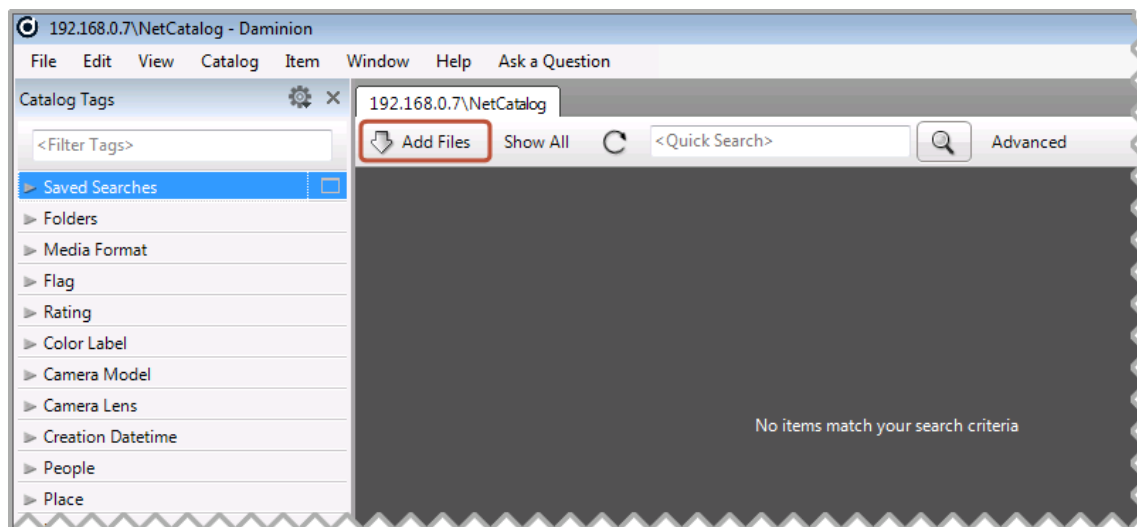 192.168.0.7\NetCatalog - Daminion
File Edit View Catalog Item Window Help Ask a Question
Catalog Tags
192.168.0.7\NetCatalog
<Filter Tags>
Add Files Show All <Quick Search> Advanced
Saved Searches
Folders
Media Format
Flag
Rating
Color Label
Camera Model
Camera Lens
Creation Datetime
No items match your search criteria
People
Place